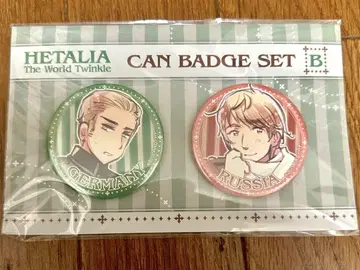 HETALIA
The World Twinkle
CAN BADGE SET B
GERMANY
RUSSIA